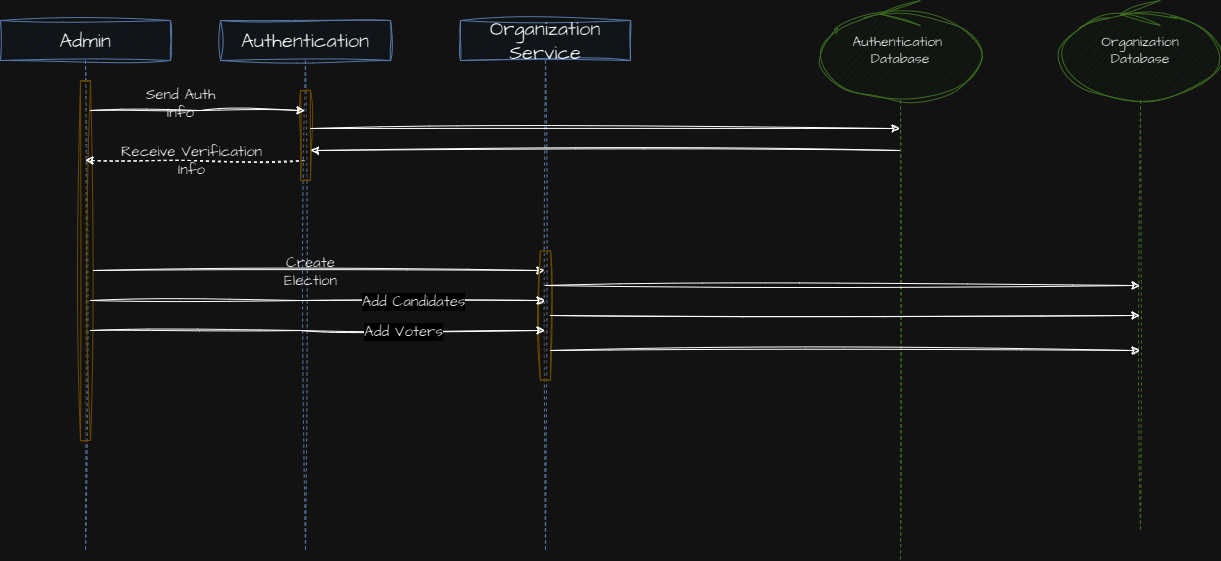 Admin
Authentication
Organization
Service
Authentication
Database
Organization
Database
Send Auth
Info
Receive Verification
Info
Create
Election
Add Candidates
Add Voters